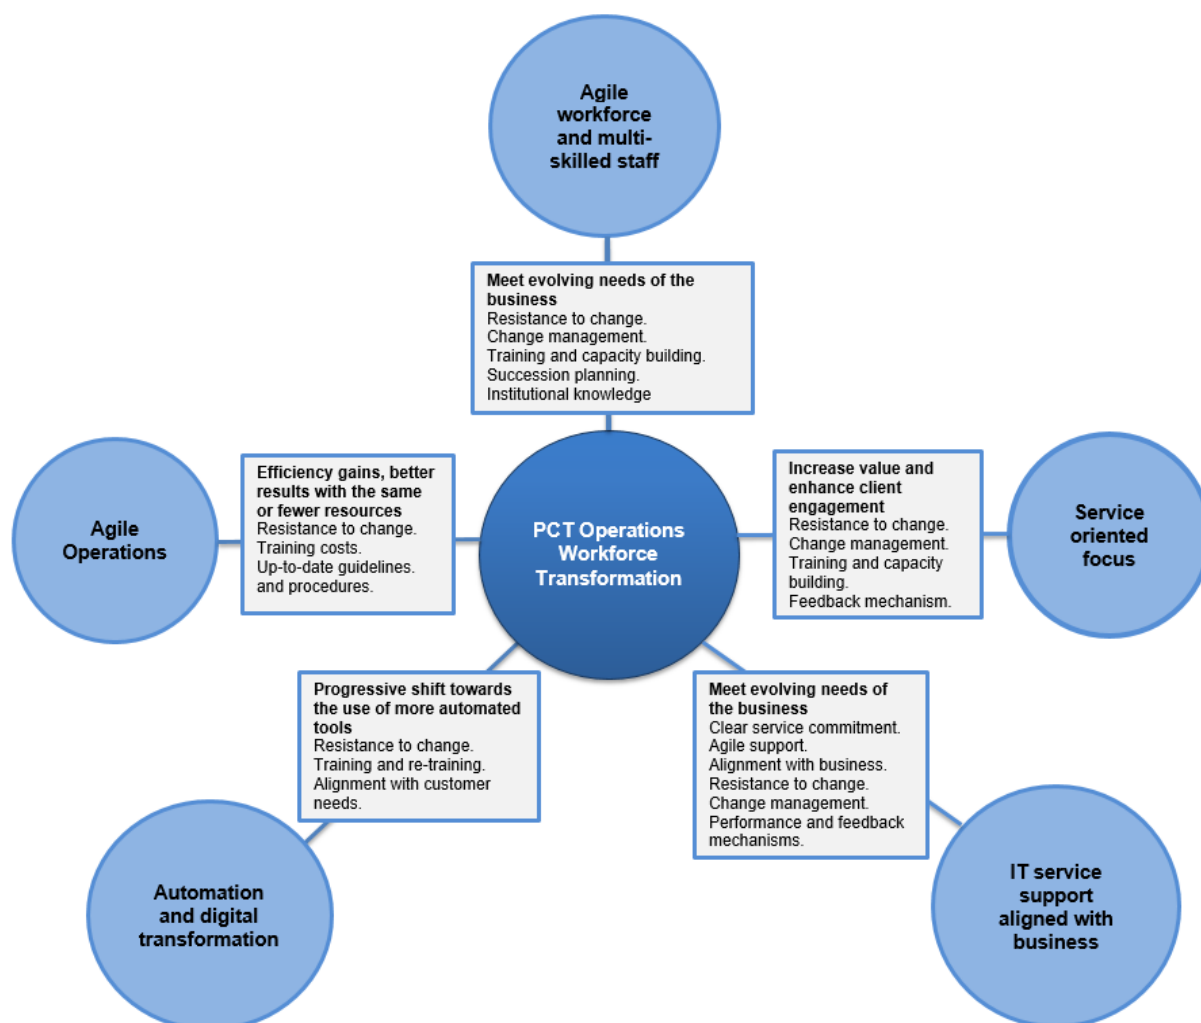 Agile
workforce
and multi-
skilled staff
Meet evolving needs of the
business
Resistance to change.
Change management.
Training and capacity building.
Succession planning.
Institutional knowledge
Agile
Operations
Efficiency gains, better
results with the same
or fewer resources
Resistance to change.
Training costs.
Up-to-date guidelines.
and procedures.
PCT Operations
Workforce
Transformation
Increase value and
enhance client
engagement
Resistance to change.
Change management.
Training and capacity
building.
Feedback mechanism.
Service
oriented
focus
Progressive shift towards
the use of more automated
tools
Resistance to change.
Training and re-training.
Alignment with customer
needs.
Meet evolving needs of
the business
Clear service commitment.
Agile support.
Alignment with business.
Resistance to change.
Change management.
Performance and feedback
mechanisms.
Automation
and digital
transformation
IT service
support
aligned with
business